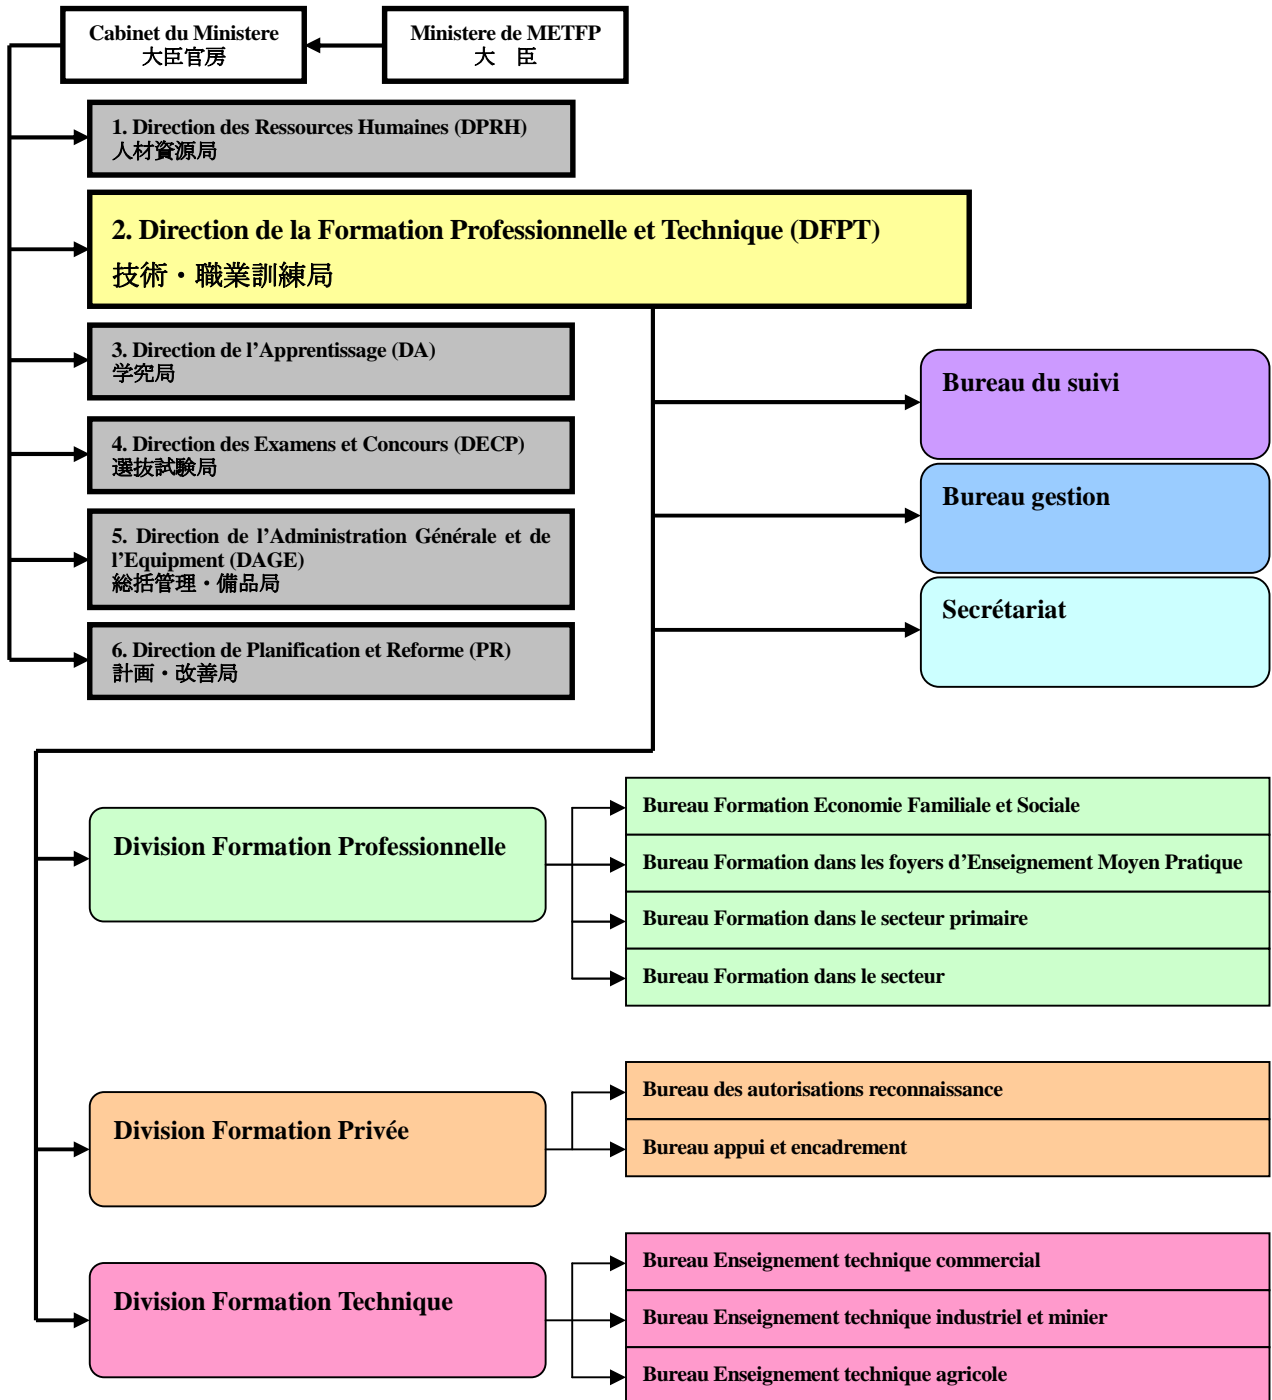 Cabinet du Ministere
大臣官房
Ministere de METFP
大　臣
1. Direction des Ressources Humaines (DPRH)
人材資源局
2. Direction de la Formation Professionnelle et Technique (DFPT)
技術・職業訓練局
3. Direction de l’Apprentissage (DA)
学究局
4. Direction des Examens et Concours (DECP)
選抜試験局
5. Direction de l’Administration Générale et de
l’Equipment (DAGE)
総括管理・備品局
6. Direction de Planification et Reforme (PR)
計画・改善局
Bureau du suivi
Bureau gestion
Secrétariat
Division Formation Professionnelle
Bureau Formation Economie Familiale et Sociale
Bureau Formation dans les foyers d’Enseignement Moyen Pratique
Bureau Formation dans le secteur primaire
Bureau Formation dans le secteur
Division Formation Privée
Bureau des autorisations reconnaissance
Bureau appui et encadrement
Division Formation Technique
Bureau Enseignement technique commercial
Bureau Enseignement technique industriel et minier
Bureau Enseignement technique agricole